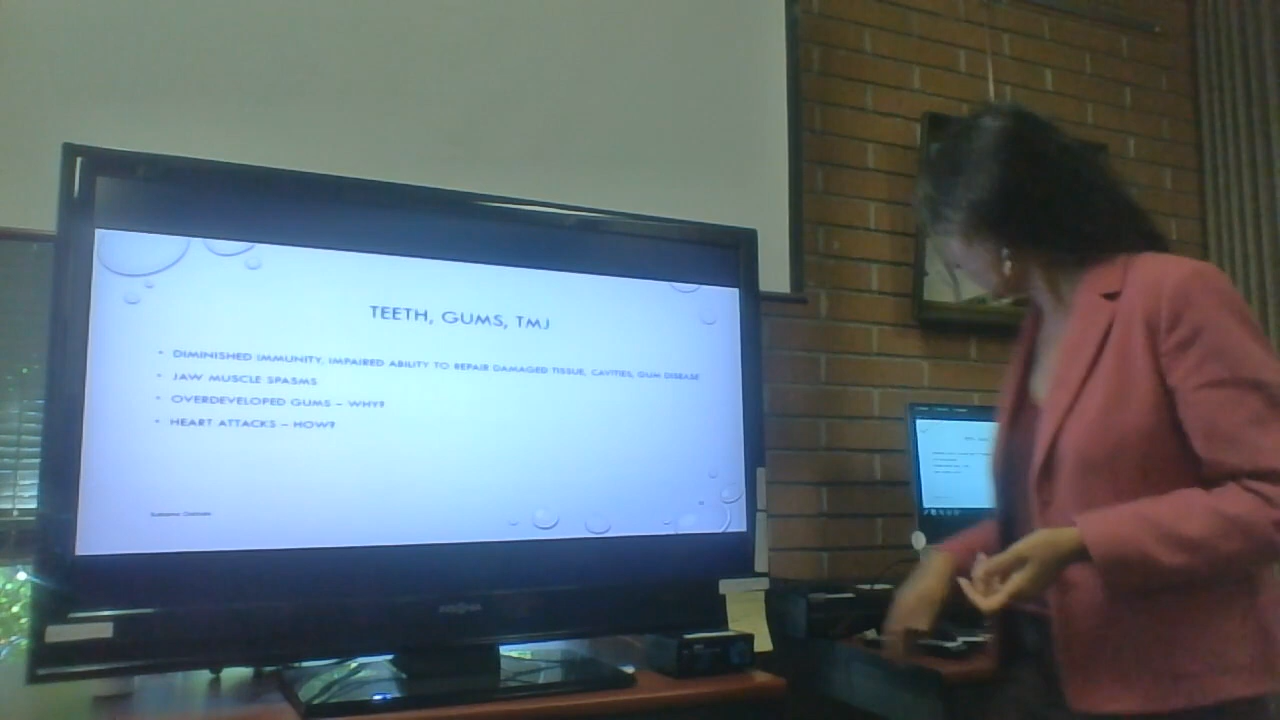 TEETH, GUMS, TMJ
• DIMINISHED IMMUNITY, IMPAIRED ABILITY TO REPAIR DAMAGED TISSUE, CAVITIES, GUM DISEASE
• JAW MUSCLE SPASMS
• OVERDEVELOPED GUMS – WHY?
• HEART ATTACKS – HOW?